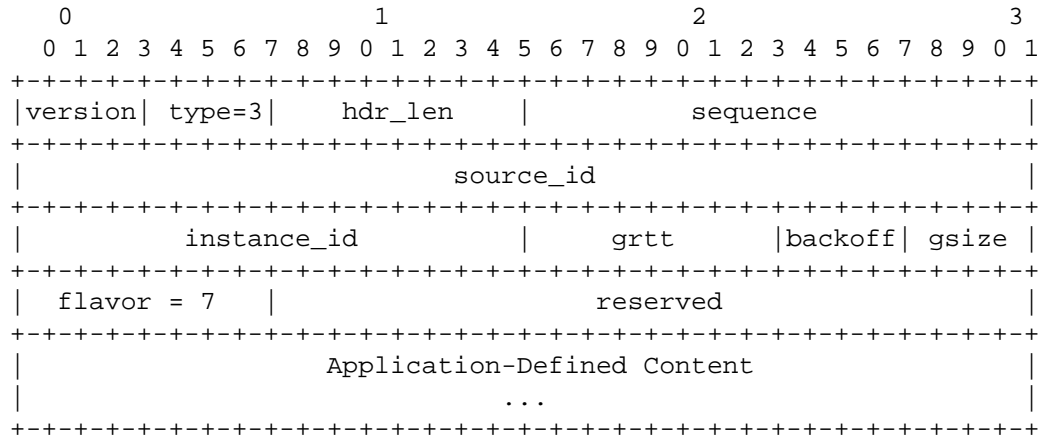 0                   1                   2                   3
  0 1 2 3 4 5 6 7 8 9 0 1 2 3 4 5 6 7 8 9 0 1 2 3 4 5 6 7 8 9 0 1
+-+-+-+-+-+-+-+-+-+-+-+-+-+-+-+-+-+-+-+-+-+-+-+-+-+-+-+-+-+-+-+-+
|version| type=3|    hdr_len    |          sequence             |
+-+-+-+-+-+-+-+-+-+-+-+-+-+-+-+-+-+-+-+-+-+-+-+-+-+-+-+-+-+-+-+-+
|                           source_id                           |
+-+-+-+-+-+-+-+-+-+-+-+-+-+-+-+-+-+-+-+-+-+-+-+-+-+-+-+-+-+-+-+-+
|          instance_id          |     grtt      |backoff| gsize |
+-+-+-+-+-+-+-+-+-+-+-+-+-+-+-+-+-+-+-+-+-+-+-+-+-+-+-+-+-+-+-+-+
|  flavor = 7   |                    reserved                   |
+-+-+-+-+-+-+-+-+-+-+-+-+-+-+-+-+-+-+-+-+-+-+-+-+-+-+-+-+-+-+-+-+
|                   Application-Defined Content                 |
|                              ...                              |
+-+-+-+-+-+-+-+-+-+-+-+-+-+-+-+-+-+-+-+-+-+-+-+-+-+-+-+-+-+-+-+-+